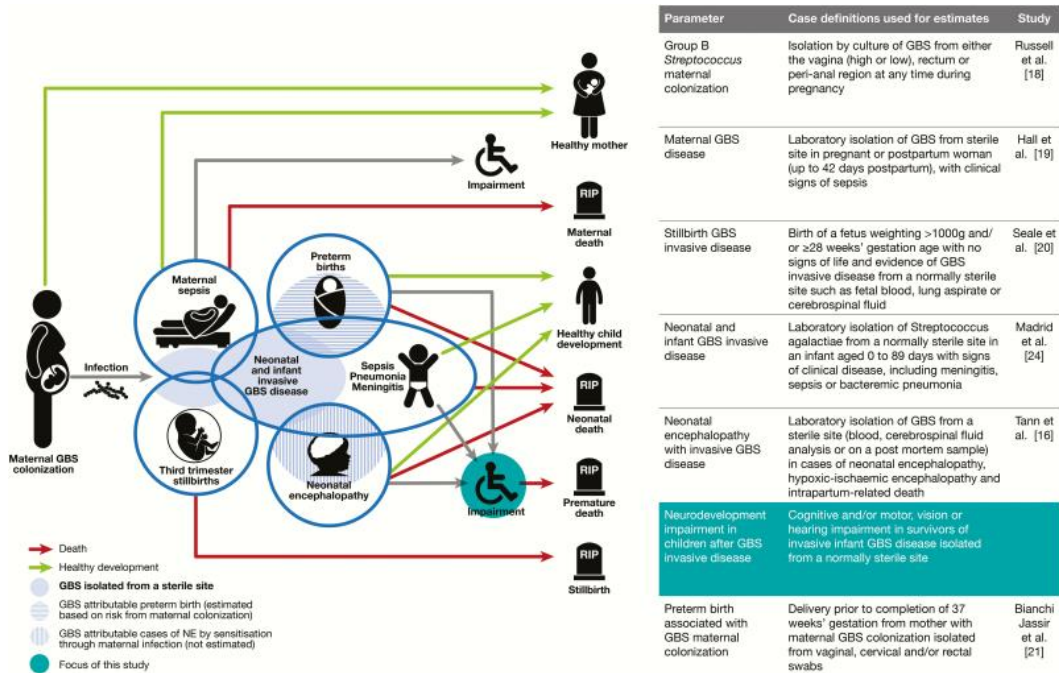 Healthy mother
Impairment
RIP
Maternal
death
Preterm
births
Maternal
sepsis
Healthy child
development
Infection
Neonatal
and infant
invasive
GBS disease
Sepsis
Pneumonia
Meningitis
RIP
Neonatal
death
Maternal GBS
colonization
Third trimester
stillbirths
Neonatal
encephalopathy
Impairment
RIP
Premature
death
RIP
Stillbirth
Death
Healthy development
GBS isolated from a sterile site
GBS attributable preterm birth (estimated
based on risk from maternal colonization)
GBS attributable cases of NE by sensitisation
through maternal infection (not estimated)
Focus of this study
Parameter Case definitions used for estimates Study
Group B Isolation by culture of GBS from either Russell
Streptococcus the vagina (high or low), rectum or et al.
maternal peri-anal region at any time during [18]
colonization pregnancy
Maternal GBS Laboratory isolation of GBS from sterile Hall et
disease site in pregnant or postpartum woman al. [19]
(up to 42 days postpartum), with clinical
signs of sepsis
Stillbirth GBS Birth of a fetus weighting >1000g and/ Seale et
invasive disease or ≥28 weeks' gestation age with no al. [20]
signs of life and evidence of GBS
invasive disease from a normally sterile
site such as fetal blood, lung aspirate or
cerebrospinal fluid
Neonatal and Laboratory isolation of Streptococcus Madrid
infant GBS invasive agalactiae from a normally sterile site in et al.
disease an infant aged 0 to 89 days with signs [24]
of clinical disease, including meningitis,
sepsis or bacteremic pneumonia
Neonatal Laboratory isolation of GBS from a Tann et
encephalopathy sterile site (blood, cerebrospinal fluid al. [16]
with invasive GBS analysis or on a post mortem sample) in
disease cases of neonatal encephalopathy,
hypoxic-ischaemic encephalopathy and
intrapartum-related death
Neurodevelopment Cognitive and/or motor, vision or
impairment in hearing impairment in survivors of
children after GBS invasive infant GBS disease isolated
invasive disease from a normally sterile site
Preterm birth Delivery prior to completion of 37 Bianchi
associated with weeks' gestation from mother with Jassir
GBS maternal maternal GBS colonization isolated et al.
colonization from vaginal, cervical and/or rectal [21]
swabs